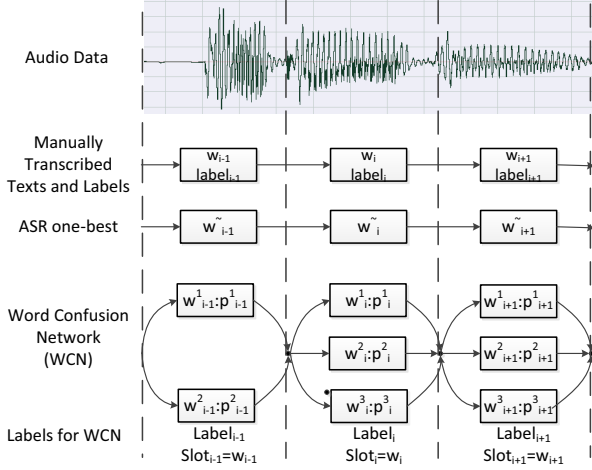 Audio Data
Manually
Transcribed
Texts and Labels
w_{i-1} w_i w_{i+1}
label_{i-1} label_i label_{i+1}
ASR one-best
w~_{i-1} w~_i w~_{i+1}
Word Confusion
Network
(WCN)
w^1_{i-1}:p^1_{i-1} w^1_i:p^1_i w^1_{i+1}:p^1_{i+1}
w^2_i:p^2_i w^2_{i+1}:p^2_{i+1}
w^2_{i-1}:p^2_{i-1} w^3_i:p^3_i w^3_{i+1}:p^3_{i+1}
Labels for WCN
Label_{i-1} Label_i Label_{i+1}
Slot_{i-1}=w_{i-1} Slot_i=w_i Slot_{i+1}=w_{i+1}